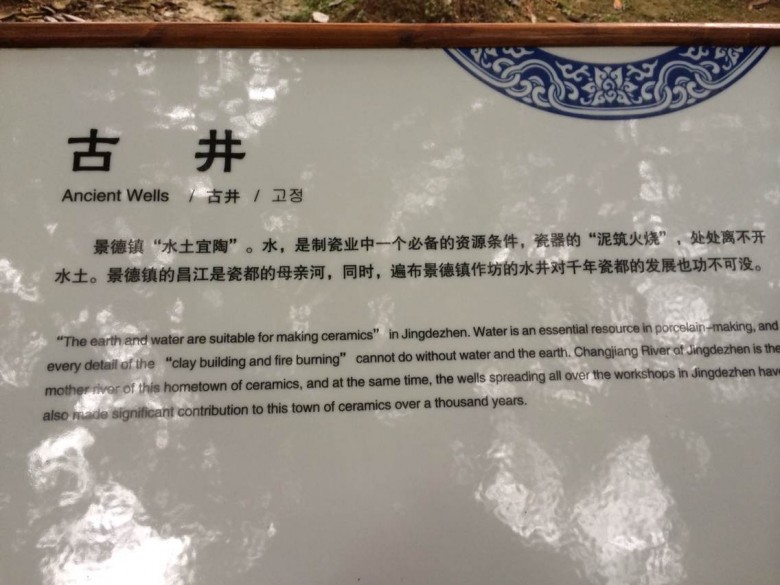 古 井
Ancient Wells / 古井 / 고정
景德镇“水土宜陶”。水，是制瓷业中一个必备的资源条件，瓷器的“泥筑火烧”，处处离不开
水土。景德镇的昌江是瓷都的母亲河，同时，遍布景德镇作坊的水井对千年瓷都的发展也功不可没。
“The earth and water are suitable for making ceramics” in Jingdezhen. Water is an essential resource in porcelain-making, and
every detail of the “clay building and fire burning” cannot do without water and the earth. Changjiang River of Jingdezhen is the
mother river of this hometown of ceramics, and at the same time, the wells spreading all over the workshops in Jingdezhen have
also made significant contribution to this town of ceramics over a thousand years.